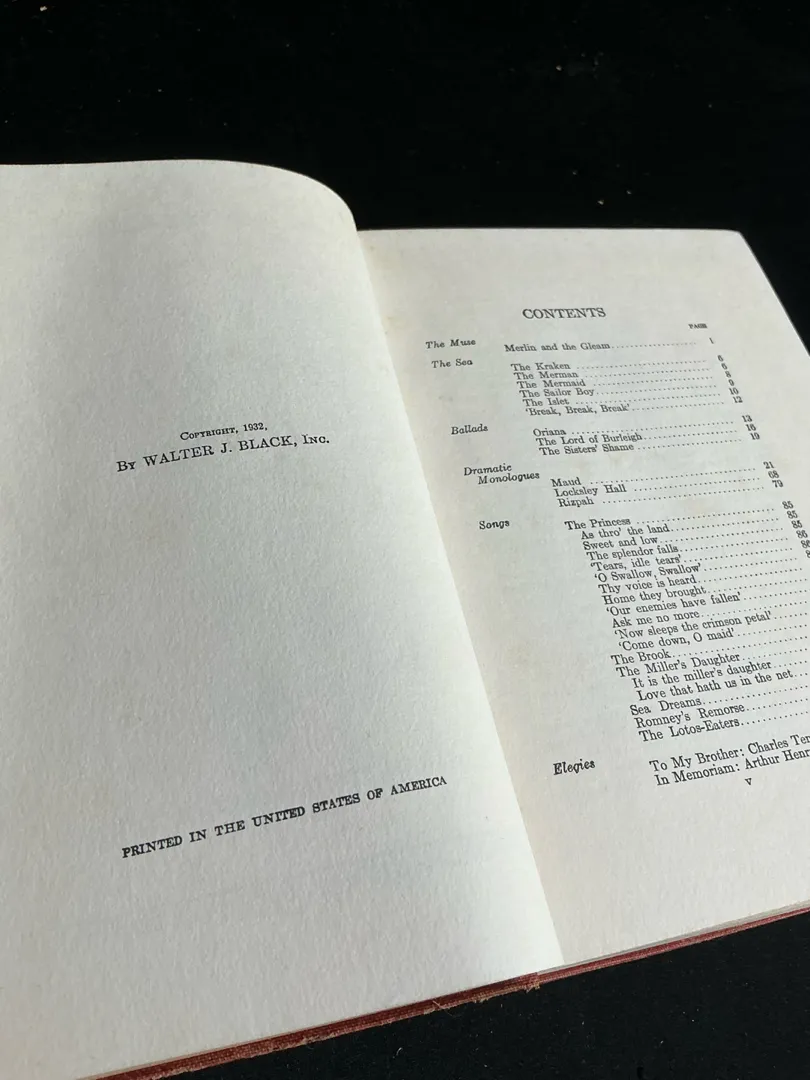 COPYRIGHT, 1932,
BY WALTER J. BLACK, INC.
PRINTED IN THE UNITED STATES OF AMERICA
CONTENTS
PAGE
The Muse Merlin and the Gleam 1
The Sea The Kraken 6
The Merman 6
The Mermaid 8
The Sailor Boy 9
The Islet 10
'Break, Break, Break' 12
Ballads Oriana 13
The Lord of Burleigh 16
The Sisters' Shame 19
Dramatic
Monologues Maud 21
Locksley Hall 68
Rizpah 79
Songs The Princess 85
As thro' the land 85
Sweet and low 85
The splendor falls 86
'Tears, idle tears'
'O Swallow, Swallow'
Thy voice is heard
Home they brought
'Our enemies have fallen'
Ask me no more
'Now sleeps the crimson petal'
'Come down, O maid'
The Brook
The Miller's Daughter
It is the miller's daughter
Love that hath us in the net
Sea Dreams
Romney's Remorse
The Lotos-Eaters
Elegies To My Brother: Charles
In Memoriam: Arthur
v